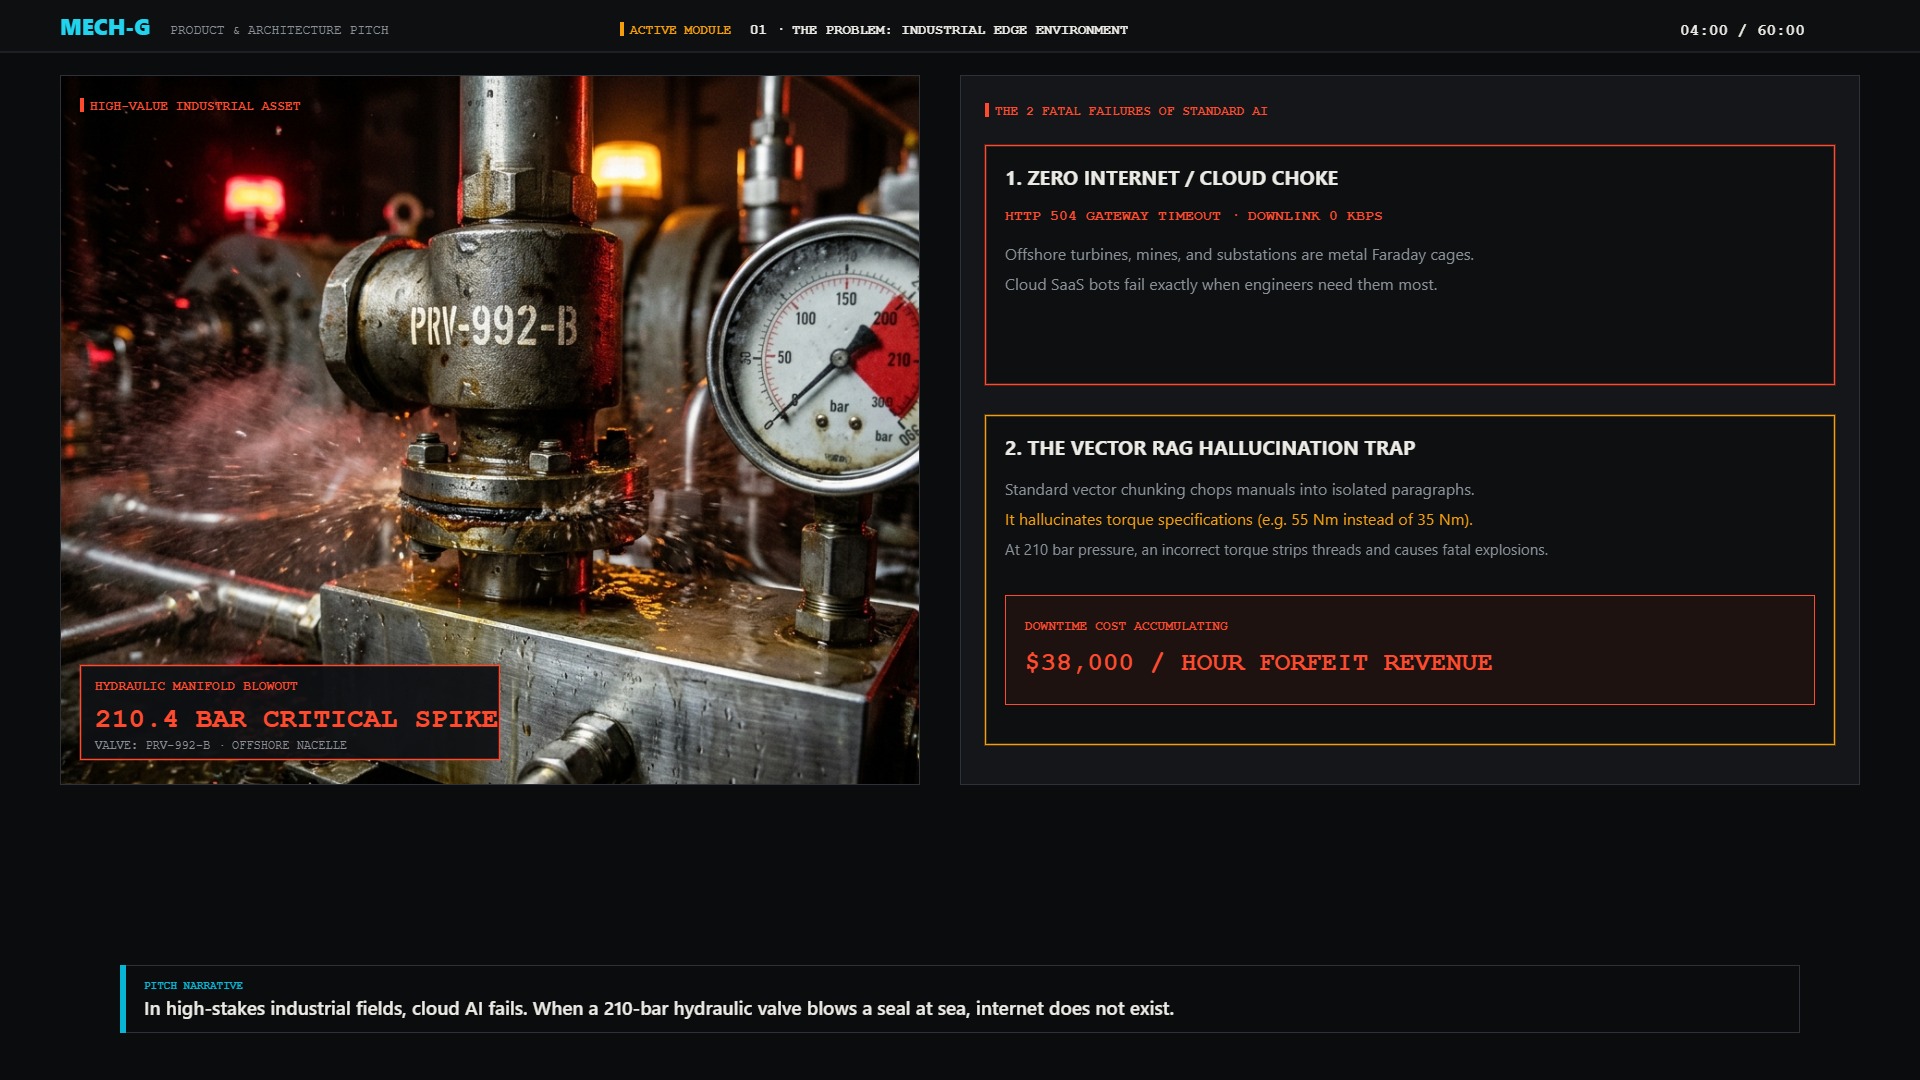 MECH-G PRODUCT & ARCHITECTURE PITCH
ACTIVE MODULE 01 · THE PROBLEM: INDUSTRIAL EDGE ENVIRONMENT
04:00 / 60:00
HIGH-VALUE INDUSTRIAL ASSET
PRV-992-B
50
100
150
200
210
300
bar
bar
0
HYDRAULIC MANIFOLD BLOWOUT
210.4 BAR CRITICAL SPIKE
VALVE: PRV-992-B · OFFSHORE NACELLE
THE 2 FATAL FAILURES OF STANDARD AI
1. ZERO INTERNET / CLOUD CHOKE
HTTP 504 GATEWAY TIMEOUT · DOWNLINK 0 KBPS
Offshore turbines, mines, and substations are metal Faraday cages.
Cloud SaaS bots fail exactly when engineers need them most.
2. THE VECTOR RAG HALLUCINATION TRAP
Standard vector chunking chops manuals into isolated paragraphs.
It hallucinates torque specifications (e.g. 55 Nm instead of 35 Nm).
At 210 bar pressure, an incorrect torque strips threads and causes fatal explosions.
DOWNTIME COST ACCUMULATING
$38,000 / HOUR FORFEIT REVENUE
PITCH NARRATIVE
In high-stakes industrial fields, cloud AI fails. When a 210-bar hydraulic valve blows a seal at sea, internet does not exist.